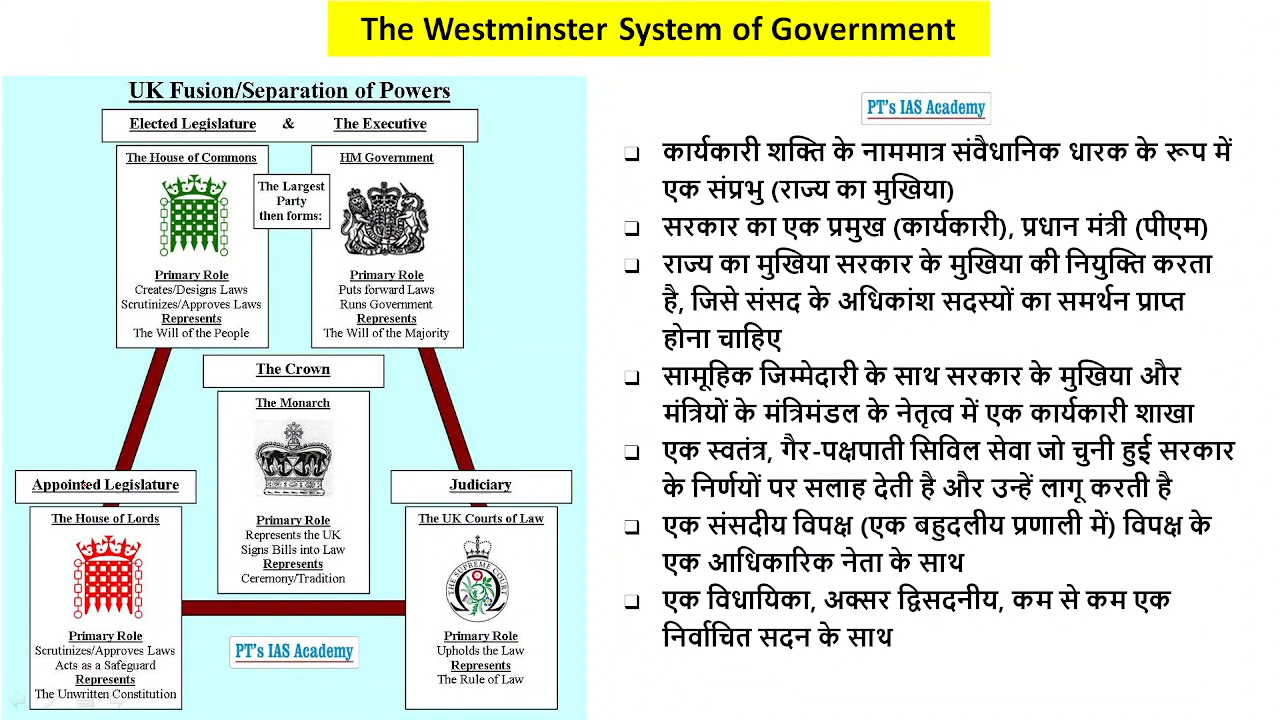 The Westminster System of Government
UK Fusion/Separation of Powers
Elected Legislature & The Executive
The House of Commons
Primary Role
Creates/Designs Laws
Scrutinizes/Approves Laws
Represents
The Will of the People
The Largest
Party
then forms:
HM Government
Primary Role
Puts forward Laws
Runs Government
Represents
The Will of the Majority
The Crown
The Monarch
Primary Role
Represents the UK
Signs Bills into Law
Represents
Ceremony/Tradition
Appointed Legislature
The House of Lords
Primary Role
Scrutinizes/Approves Laws
Acts as a Safeguard
Represents
The Unwritten Constitution
Judiciary
The UK Courts of Law
THE SUPREME COURT
Primary Role
Upholds the Law
Represents
The Rule of Law
PT's IAS Academy
PT's IAS Academy
कार्यकारी शक्ति के नाममात्र संवैधानिक धारक के रूप में
एक संप्रभु (राज्य का मुखिया)
सरकार का एक प्रमुख (कार्यकारी), प्रधान मंत्री (पीएम)
राज्य का मुखिया सरकार के मुखिया की नियुक्ति करता
है, जिसे संसद के अधिकांश सदस्यों का समर्थन प्राप्त
होना चाहिए
सामूहिक जिम्मेदारी के साथ सरकार के मुखिया और
मंत्रियों के मंत्रिमंडल के नेतृत्व में एक कार्यकारी शाखा
एक स्वतंत्र, गैर-पक्षपाती सिविल सेवा जो चुनी हुई सरकार
के निर्णयों पर सलाह देती है और उन्हें लागू करती है
एक संसदीय विपक्ष (एक बहुदलीय प्रणाली में) विपक्ष के
एक आधिकारिक नेता के साथ
एक विधायिका, अक्सर द्विसदनीय, कम से कम एक
निर्वाचित सदन के साथ